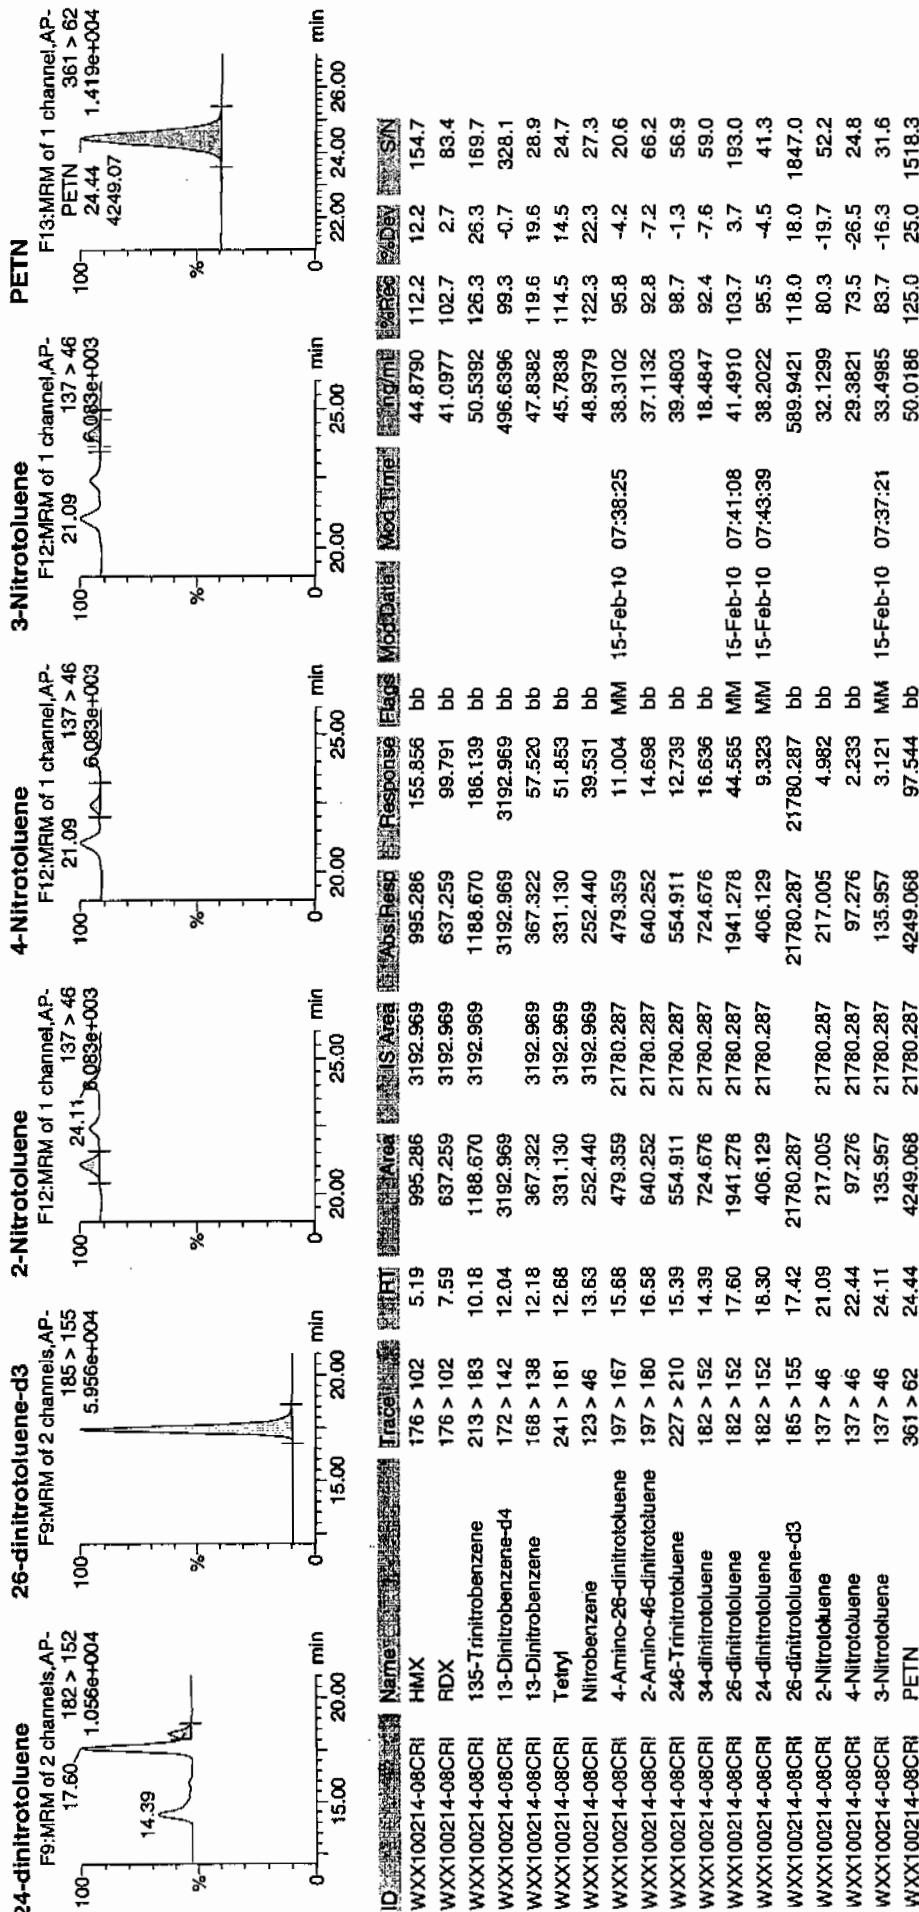 24-dinitrotoluene
F9:MRM of 2 channels,AP-
182 > 152
1.056e+004
17.60
14.39
100
%
0
15.00 20.00 min
26-dinitrotoluene-d3
F9:MRM of 2 channels,AP-
185 > 155
5.956e+004
100
%
0
15.00 20.00 min
2-Nitrotoluene
F12:MRM of 1 channel,AP-
137 > 46
6.083e+003
24.11
100
%
0
20.00 25.00 min
4-Nitrotoluene
F12:MRM of 1 channel,AP-
137 > 46
6.083e+003
21.09
100
%
0
20.00 25.00 min
3-Nitrotoluene
F12:MRM of 1 channel,AP-
137 > 46
6.083e+003
21.09
100
%
0
20.00 25.00 min
PETN
F13:MRM of 1 channel,AP-
361 > 62
1.419e+004
PETN
24.44
4249.07
100
%
0
22.00 24.00 26.00 min
ID Name Trace RT Area IS Area Abs.Resp Response Flags Mod.Date Mod.Time ng/mL %Rec %Dev S/N
WXX100214-08CRI HMX 176 > 102 5.19 995.286 3192.969 995.286 155.856 bb 44.8790 112.2 12.2 154.7
WXX100214-08CRI RDX 176 > 102 7.59 637.259 3192.969 637.259 99.791 bb 41.0977 102.7 2.7 83.4
WXX100214-08CRI 135-Trinitrobenzene 213 > 183 10.18 1188.670 3192.969 1188.670 186.139 bb 50.5392 126.3 26.3 169.7
WXX100214-08CRI 13-Dinitrobenzene-d4 172 > 142 12.04 3192.969 3192.969 3192.969 bb 496.6396 99.3 -0.7 328.1
WXX100214-08CRI 13-Dinitrobenzene 168 > 138 12.18 367.322 3192.969 367.322 57.520 bb 47.8382 119.6 19.6 28.9
WXX100214-08CRI Tetryl 241 > 181 12.68 331.130 3192.969 331.130 51.853 bb 45.7838 114.5 14.5 24.7
WXX100214-08CRI Nitrobenzene 123 > 46 13.63 252.440 3192.969 252.440 39.531 bb 48.9379 122.3 22.3 27.3
WXX100214-08CRI 4-Amino-26-dinitrotoluene 197 > 167 15.68 479.359 21780.287 479.359 11.004 MM 15-Feb-10 07:38:25 38.3102 95.8 -4.2 20.6
WXX100214-08CRI 2-Amino-46-dinitrotoluene 197 > 180 16.58 640.252 21780.287 640.252 14.698 bb 37.1132 92.8 -7.2 66.2
WXX100214-08CRI 246-Trinitrotoluene 227 > 210 15.39 554.911 21780.287 554.911 12.739 bb 39.4803 98.7 -1.3 56.9
WXX100214-08CRI 34-dinitrotoluene 182 > 152 14.39 724.676 21780.287 724.676 16.636 bb 18.4847 92.4 -7.6 59.0
WXX100214-08CRI 26-dinitrotoluene 182 > 152 17.60 1941.278 21780.287 1941.278 44.565 MM 15-Feb-10 07:41:08 41.4910 103.7 3.7 193.0
WXX100214-08CRI 24-dinitrotoluene 182 > 152 18.30 406.129 21780.287 406.129 9.323 MM 15-Feb-10 07:43:39 38.2022 95.5 -4.5 41.3
WXX100214-08CRI 26-dinitrotoluene-d3 185 > 155 17.42 21780.287 21780.287 21780.287 bb 589.9421 118.0 18.0 1847.0
WXX100214-08CRI 2-Nitrotoluene 137 > 46 21.09 217.005 21780.287 217.005 4.982 bb 32.1299 80.3 -19.7 52.2
WXX100214-08CRI 4-Nitrotoluene 137 > 46 22.44 97.276 21780.287 97.276 2.233 bb 29.3821 73.5 -26.5 24.8
WXX100214-08CRI 3-Nitrotoluene 137 > 46 24.11 135.957 21780.287 135.957 3.121 MM 15-Feb-10 07:37:21 33.4985 83.7 -16.3 31.6
WXX100214-08CRI PETN 361 > 62 24.44 4249.068 21780.287 4249.068 97.544 bb 50.0186 125.0 25.0 1518.3